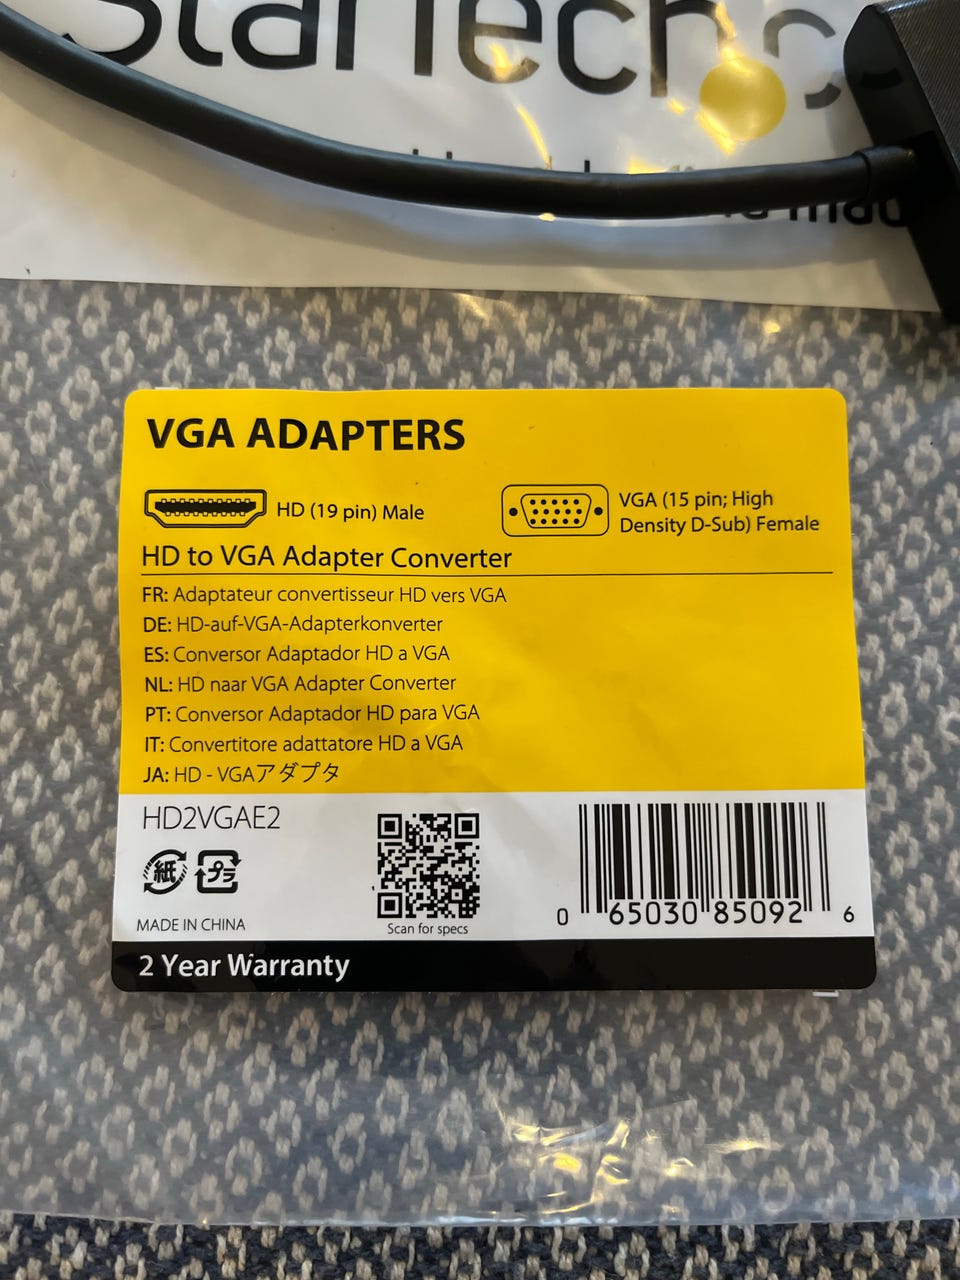 StarTech.c
VGA ADAPTERS
HD (19 pin) Male
VGA (15 pin; High
Density D-Sub) Female
HD to VGA Adapter Converter
FR: Adaptateur convertisseur HD vers VGA
DE: HD-auf-VGA-Adapterkonverter
ES: Conversor Adaptador HD a VGA
NL: HD naar VGA Adapter Converter
PT: Conversor Adaptador HD para VGA
IT: Convertitore adattatore HD a VGA
JA: HD - VGAアダプタ
HD2VGAE2
紙 プラ
MADE IN CHINA
Scan for specs
0 65030 85092 6
2 Year Warranty